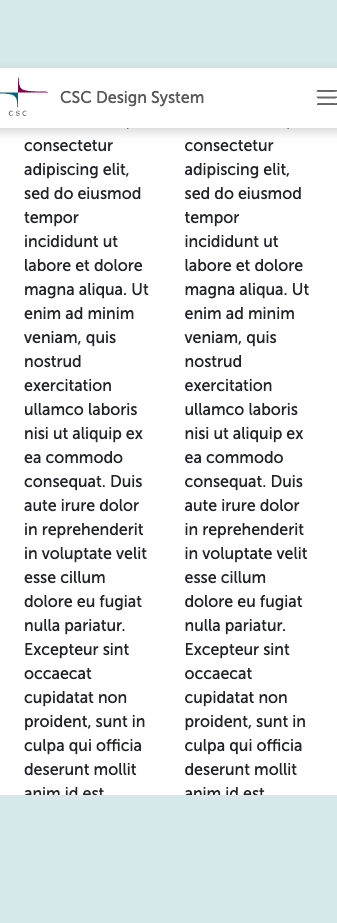 CSC
CSC Design System
consectetur
adipiscing elit,
sed do eiusmod
tempor
incididunt ut
labore et dolore
magna aliqua. Ut
enim ad minim
veniam, quis
nostrud
exercitation
ullamco laboris
nisi ut aliquip ex
ea commodo
consequat. Duis
aute irure dolor
in reprehenderit
in voluptate velit
esse cillum
dolore eu fugiat
nulla pariatur.
Excepteur sint
occaecat
cupidatat non
proident, sunt in
culpa qui officia
deserunt mollit
anim id est
consectetur
adipiscing elit,
sed do eiusmod
tempor
incididunt ut
labore et dolore
magna aliqua. Ut
enim ad minim
veniam, quis
nostrud
exercitation
ullamco laboris
nisi ut aliquip ex
ea commodo
consequat. Duis
aute irure dolor
in reprehenderit
in voluptate velit
esse cillum
dolore eu fugiat
nulla pariatur.
Excepteur sint
occaecat
cupidatat non
proident, sunt in
culpa qui officia
deserunt mollit
anim id est